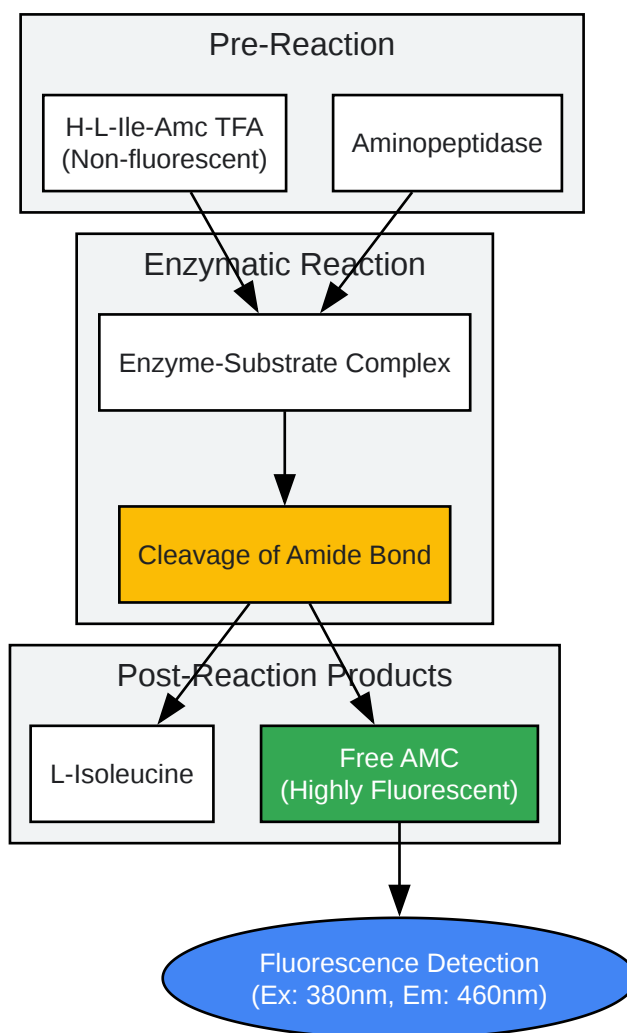 Pre-Reaction
H-L-Ile-Amc TFA
(Non-fluorescent)
Aminopeptidase
Enzymatic Reaction
Enzyme-Substrate Complex
Cleavage of Amide Bond
Post-Reaction Products
L-Isoleucine
Free AMC
(Highly Fluorescent)
Fluorescence Detection
(Ex: 380nm, Em: 460nm)